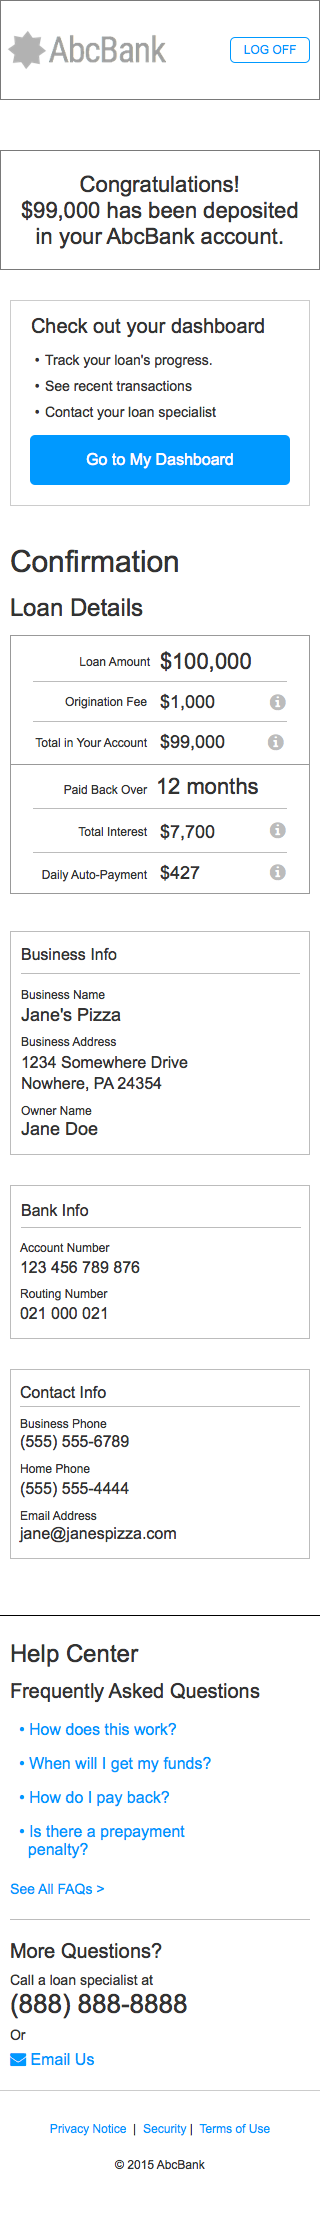 AbcBank
LOG OFF
Congratulations!
$99,000 has been deposited
in your AbcBank account.
Check out your dashboard
• Track your loan's progress.
• See recent transactions
• Contact your loan specialist
Go to My Dashboard
Confirmation
Loan Details
Loan Amount $100,000
Origination Fee $1,000
Total in Your Account $99,000
Paid Back Over 12 months
Total Interest $7,700
Daily Auto-Payment $427
Business Info
Business Name
Jane's Pizza
Business Address
1234 Somewhere Drive
Nowhere, PA 24354
Owner Name
Jane Doe
Bank Info
Account Number
123 456 789 876
Routing Number
021 000 021
Contact Info
Business Phone
(555) 555-6789
Home Phone
(555) 555-4444
Email Address
jane@janespizza.com
Help Center
Frequently Asked Questions
• How does this work?
• When will I get my funds?
• How do I pay back?
• Is there a prepayment
penalty?
See All FAQs >
More Questions?
Call a loan specialist at
(888) 888-8888
Or
Email Us
Privacy Notice | Security | Terms of Use
© 2015 AbcBank